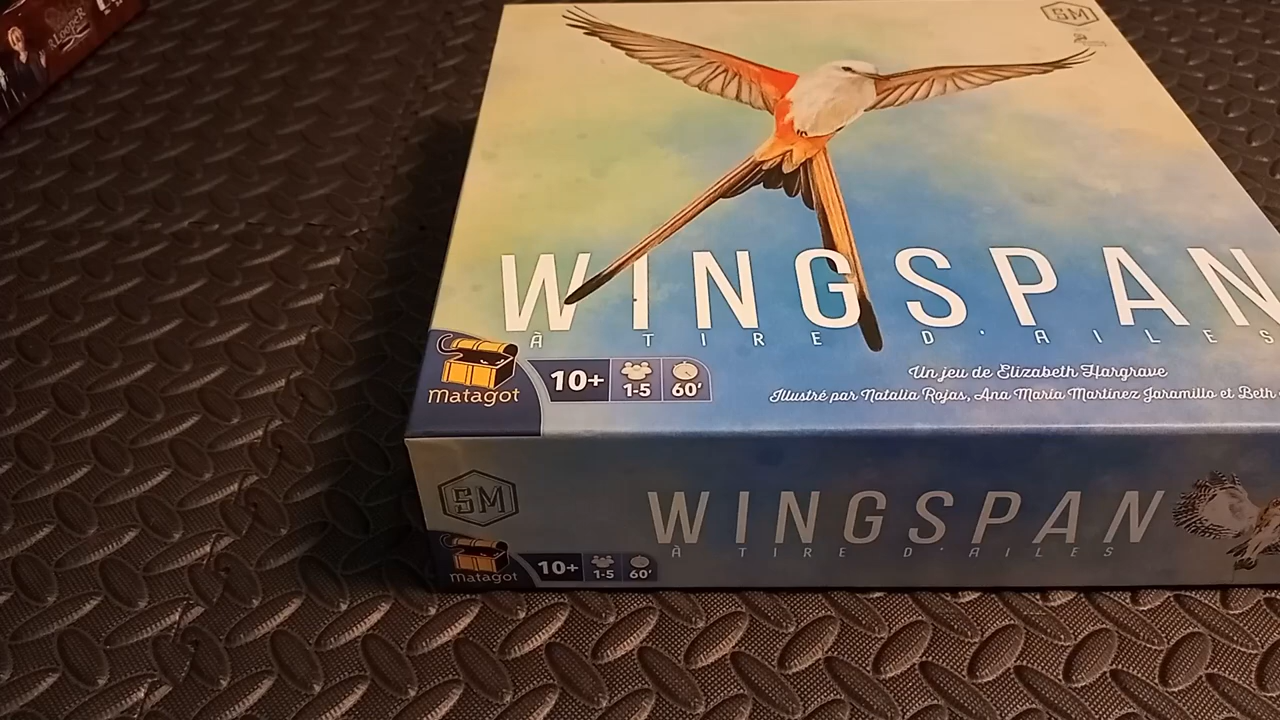 LOOPER
SM
WINGSPAN
À TIRE D'AILES
matagot
10+
1-5
60'
Un jeu de Elizabeth Hargrave
Illustré par Natalia Rojas, Ana Maria Martinez Jaramillo et Beth
SM
WINGSPAN
À TIRE D'AILES
matagot
10+
1-5
60'